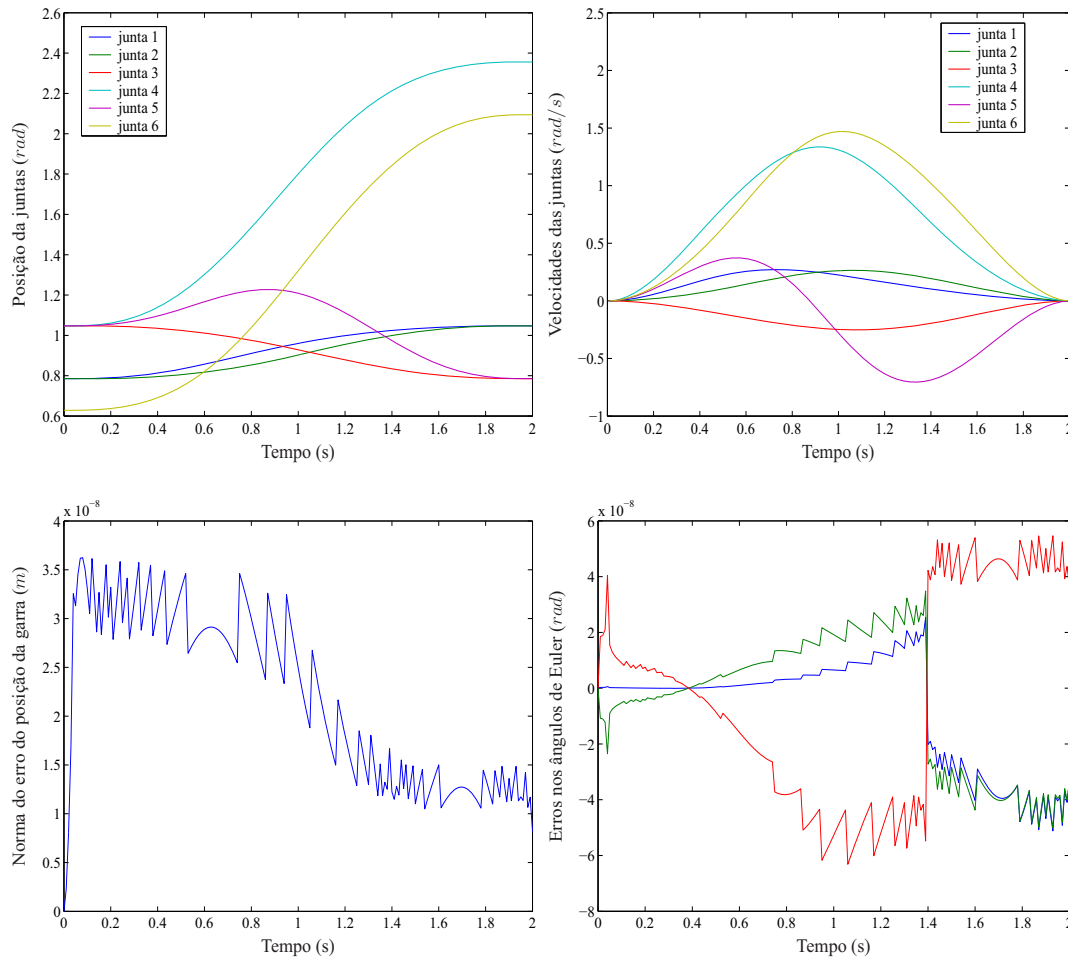 2.6
2.4
2.2
2
1.8
1.6
1.4
1.2
1
0.8
0.6
0 0.2 0.4 0.6 0.8 1 1.2 1.4 1.6 1.8 2
Posição da juntas (rad)
Tempo (s)
junta 1
junta 2
junta 3
junta 4
junta 5
junta 6
2.5
2
1.5
1
0.5
0
−0.5
−1
0 0.2 0.4 0.6 0.8 1 1.2 1.4 1.6 1.8 2
Velocidades das juntas (rad/s)
Tempo (s)
junta 1
junta 2
junta 3
junta 4
junta 5
junta 6
x 10⁻⁸
4
3.5
3
2.5
2
1.5
1
0.5
0
0 0.2 0.4 0.6 0.8 1 1.2 1.4 1.6 1.8 2
Norma do erro do posição da garra (m)
Tempo (s)
x 10⁻⁸
6
4
2
0
−2
−4
−6
−8
0 0.2 0.4 0.6 0.8 1 1.2 1.4 1.6 1.8 2
Erros nos ângulos de Euler (rad)
Tempo (s)